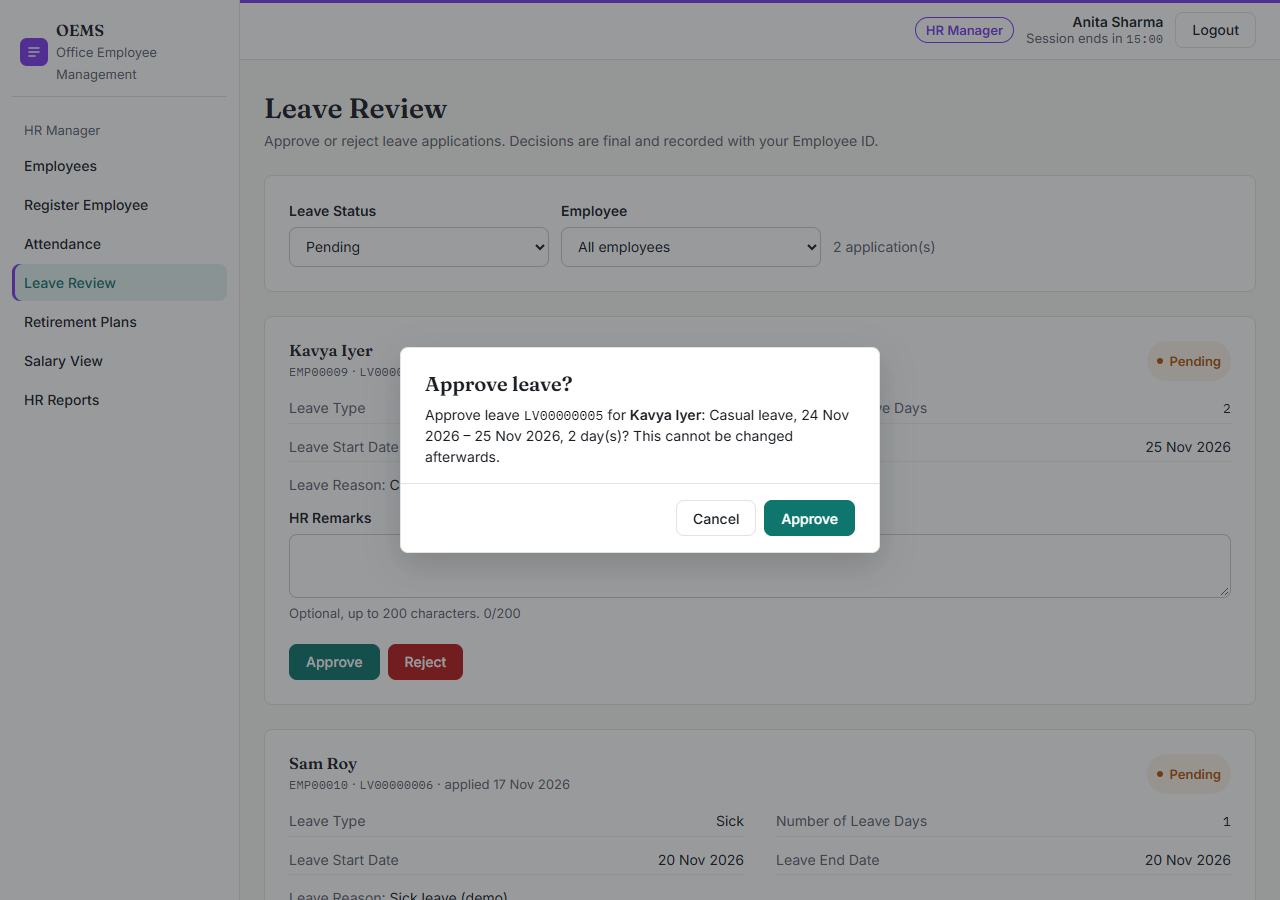 OEMS
Office Employee
Management
HR Manager
Employees
Register Employee
Attendance
Leave Review
Retirement Plans
Salary View
HR Reports
HR Manager
Anita Sharma
Session ends in 15:00
Logout
Leave Review
Approve or reject leave applications. Decisions are final and recorded with your Employee ID.
Leave Status
Employee
Pending
All employees
2 application(s)
Kavya Iyer
EMP00009 · LV000
Pending
Leave Type
ve Days
2
Leave Start Date
25 Nov 2026
Leave Reason: C
HR Remarks
Optional, up to 200 characters. 0/200
Approve
Reject
Approve leave?
Approve leave LV00000005 for Kavya Iyer: Casual leave, 24 Nov
2026 – 25 Nov 2026, 2 day(s)? This cannot be changed
afterwards.
Cancel
Approve
Sam Roy
EMP00010 · LV00000006 · applied 17 Nov 2026
Pending
Leave Type
Sick
Number of Leave Days
1
Leave Start Date
20 Nov 2026
Leave End Date
20 Nov 2026
Leave Reason: Sick leave (demo)